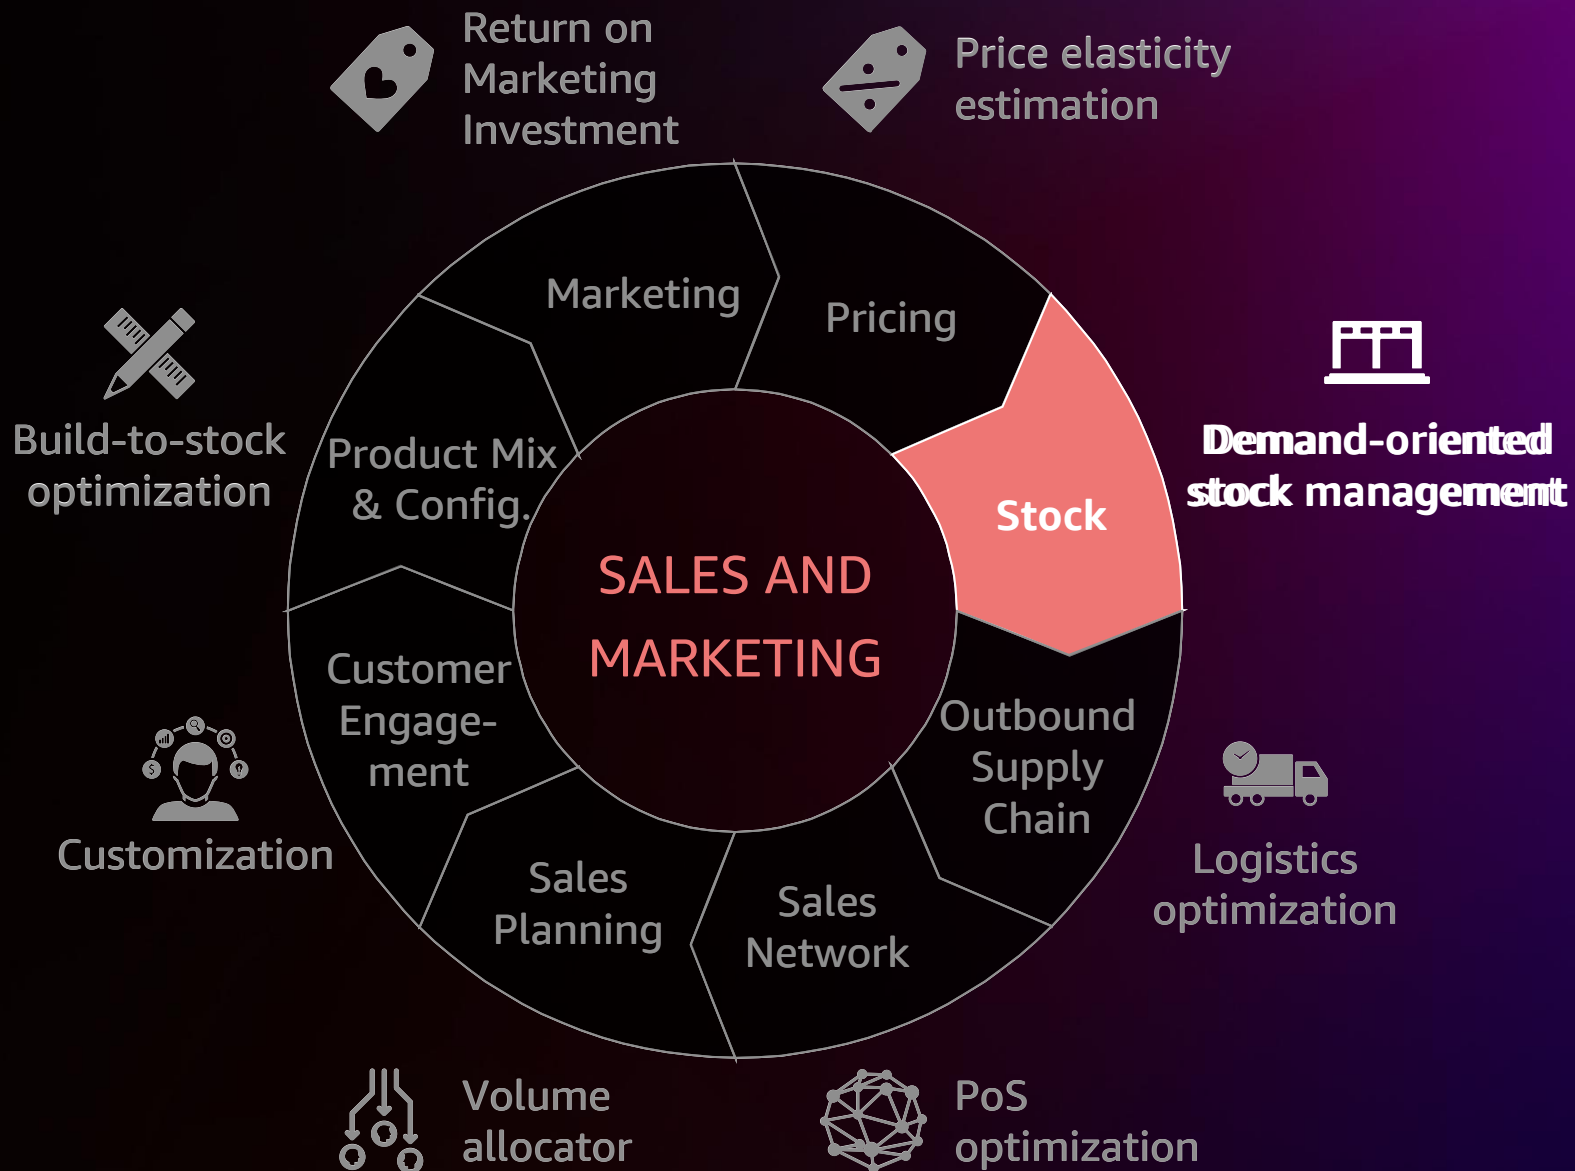 Return on
Marketing
Investment
Price elasticity
estimation
Marketing
Pricing
Build-to-stock
optimization
Product Mix
& Config.
Stock
Demand-oriented
stock management
SALES AND
MARKETING
Customer
Engage-
ment
Outbound
Supply
Chain
Customization
Logistics
optimization
Sales
Planning
Sales
Network
Volume
allocator
PoS
optimization